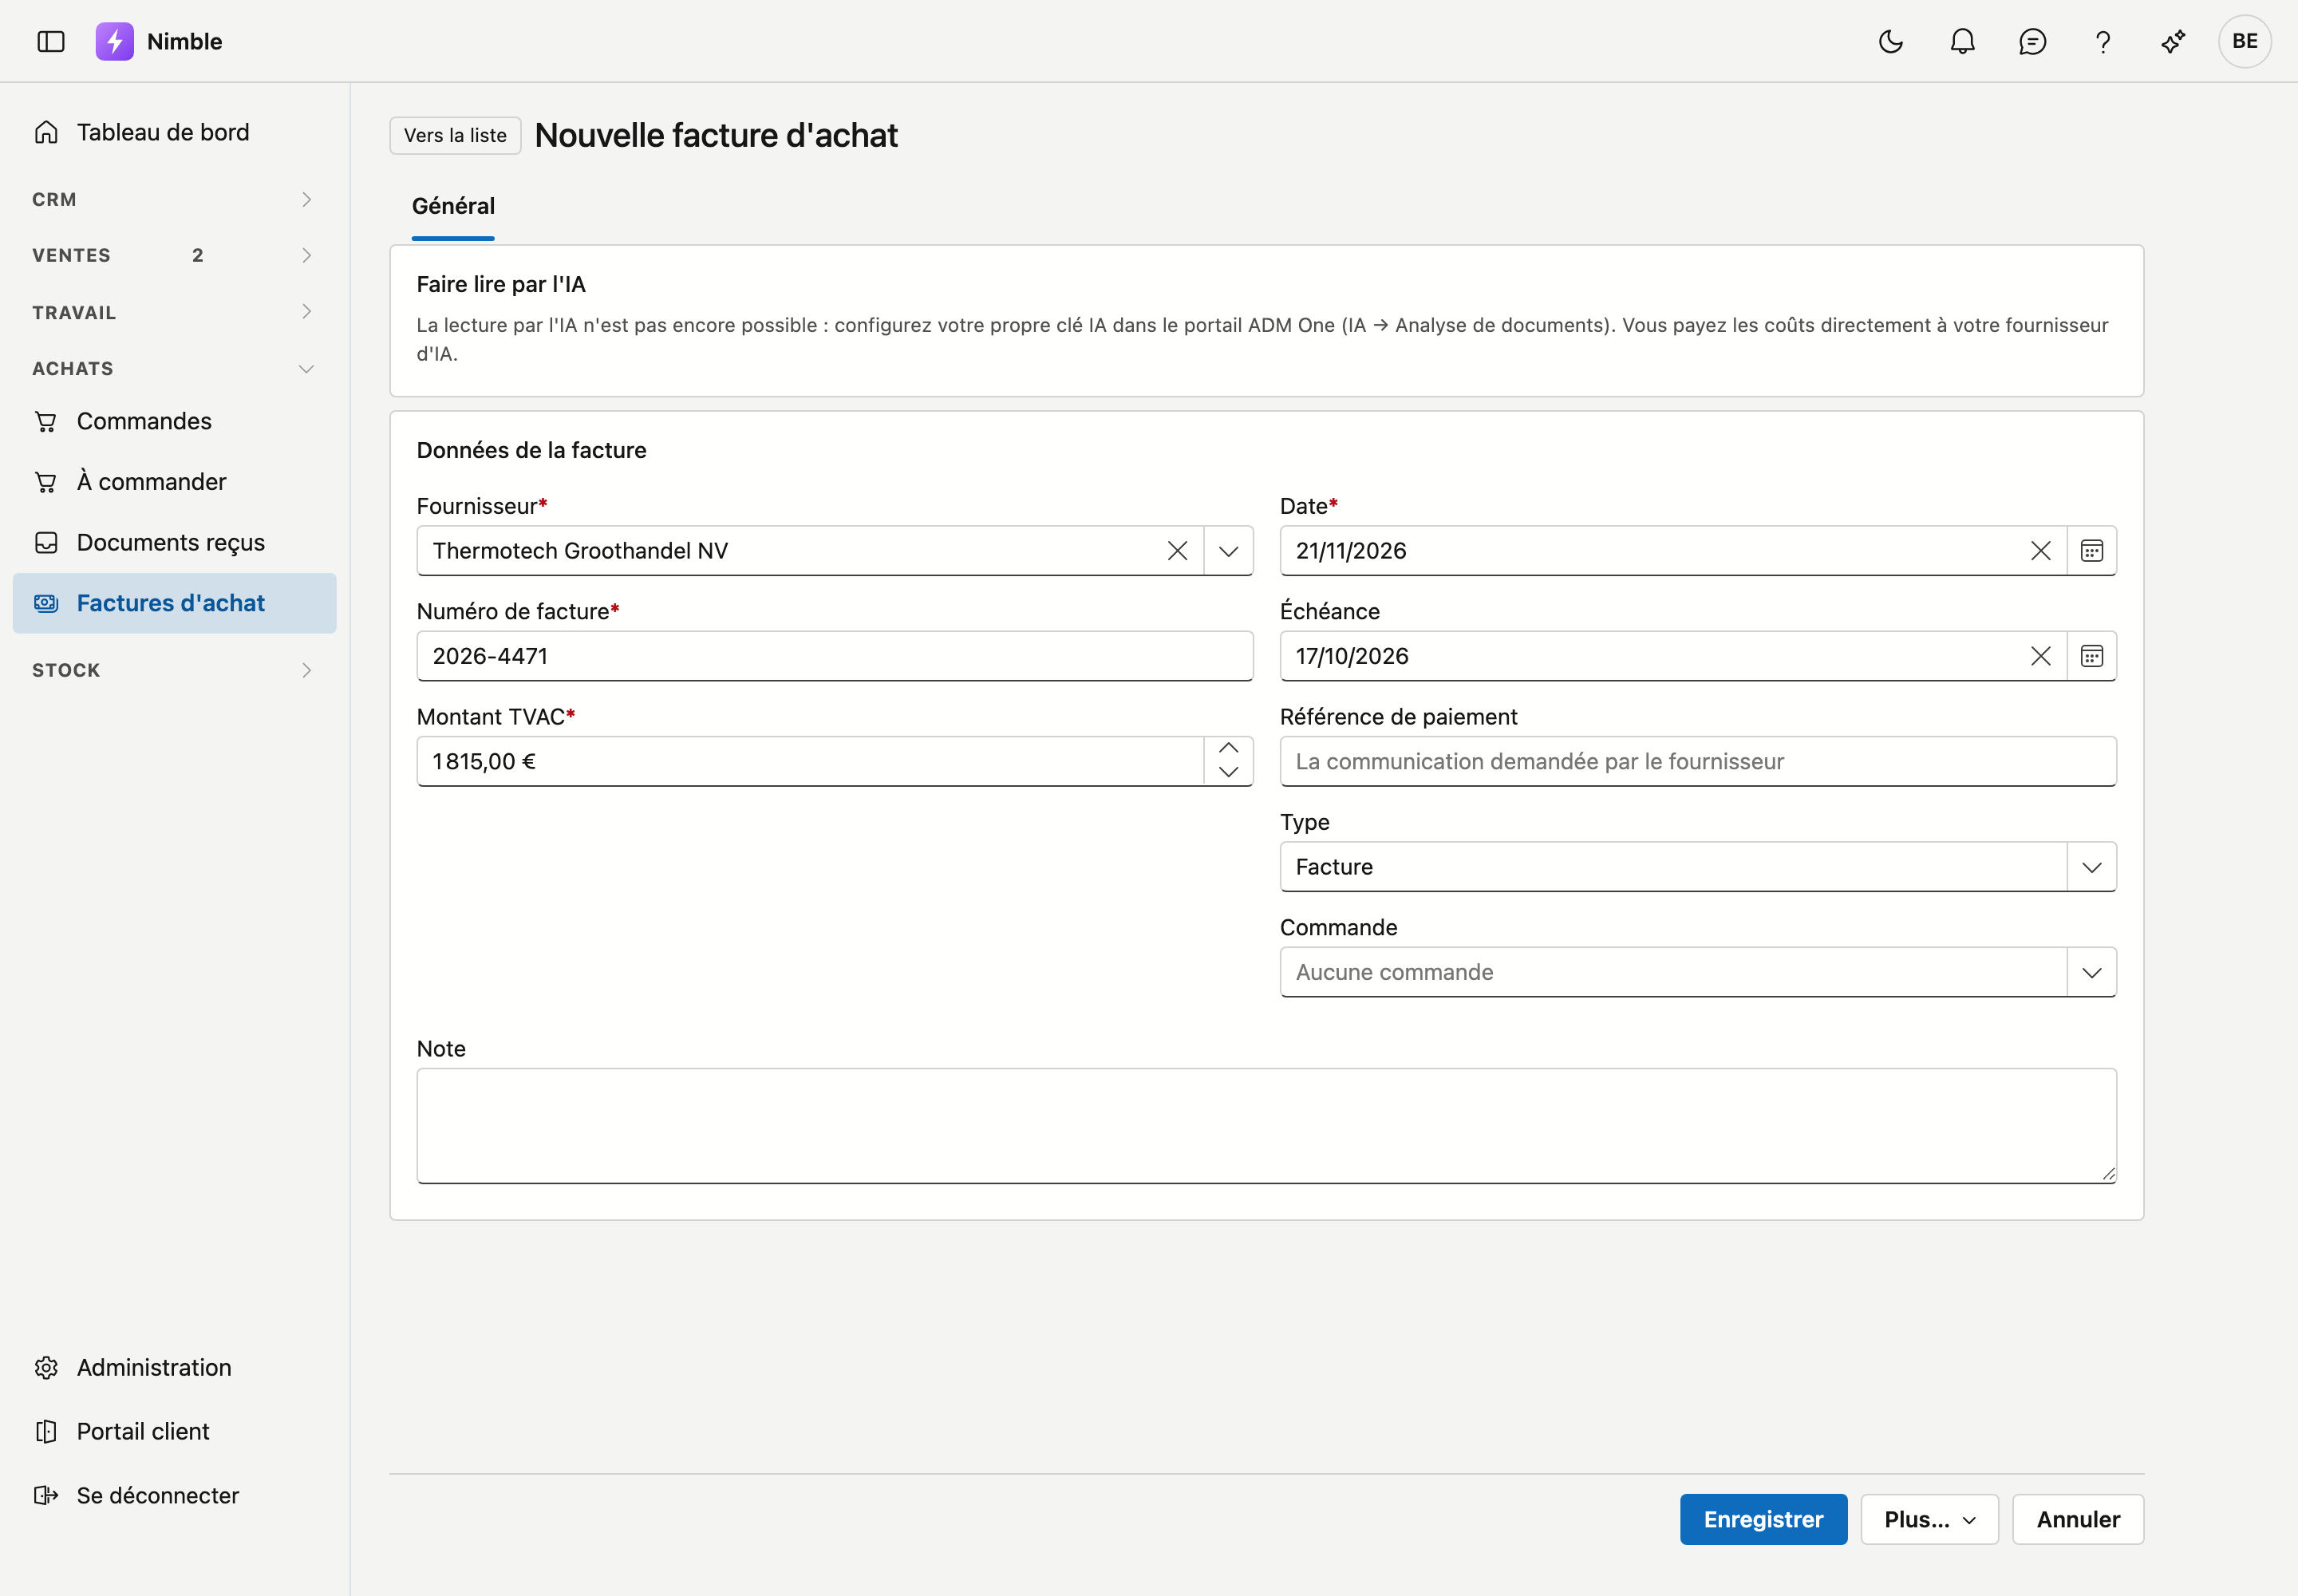 Nimble
BE
Tableau de bord
CRM
VENTES 2
TRAVAIL
ACHATS
Commandes
À commander
Documents reçus
Factures d'achat
STOCK
Administration
Portail client
Se déconnecter
Vers la liste
Nouvelle facture d'achat
Général
Faire lire par l'IA
La lecture par l'IA n'est pas encore possible : configurez votre propre clé IA dans le portail ADM One (IA → Analyse de documents). Vous payez les coûts directement à votre fournisseur
d'IA.
Données de la facture
Fournisseur*
Thermotech Groothandel NV
Date*
21/11/2026
Numéro de facture*
2026-4471
Échéance
17/10/2026
Montant TVAC*
1 815,00 €
Référence de paiement
La communication demandée par le fournisseur
Type
Facture
Commande
Aucune commande
Note
Enregistrer
Plus...
Annuler